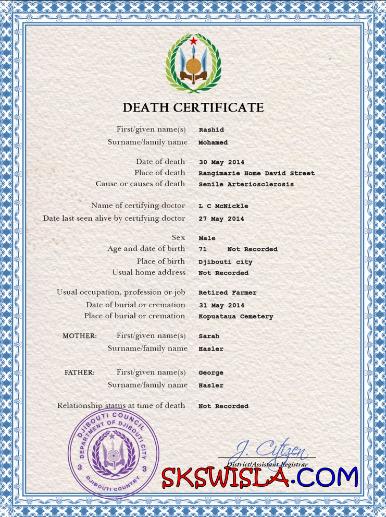 DEATH CERTIFICATE
First/given name(s) Rashid
Surname/family name Mohamed
Date of death 30 May 2014
Place of death Rangimarie Home David Street
Cause or causes of death Senile Arteriosclerosis
Name of certifying doctor L C McNickle
Date last seen alive by certifying doctor 27 May 2014
Sex Male
Age and date of birth 71 Not Recorded
Place of birth Djibouti city
Usual home address Not Recorded
Usual occupation, profession or job Retired Farmer
Date of burial or cremation 31 May 2014
Place of burial or cremation Kopuataua Cemetery
MOTHER: First/given name(s) Sarah
Surname/family name Hasler
FATHER: First/given name(s) George
Surname/family name Hasler
Relationship status at time of death Not Recorded
DJIBOUTI COUNCIL
DEPARTMENT OF DJIBOUTI CITY
3 3
DJIBOUTI COUNTRY
J. Citizen
District/Assistant Registrar
SKSWISLA.COM